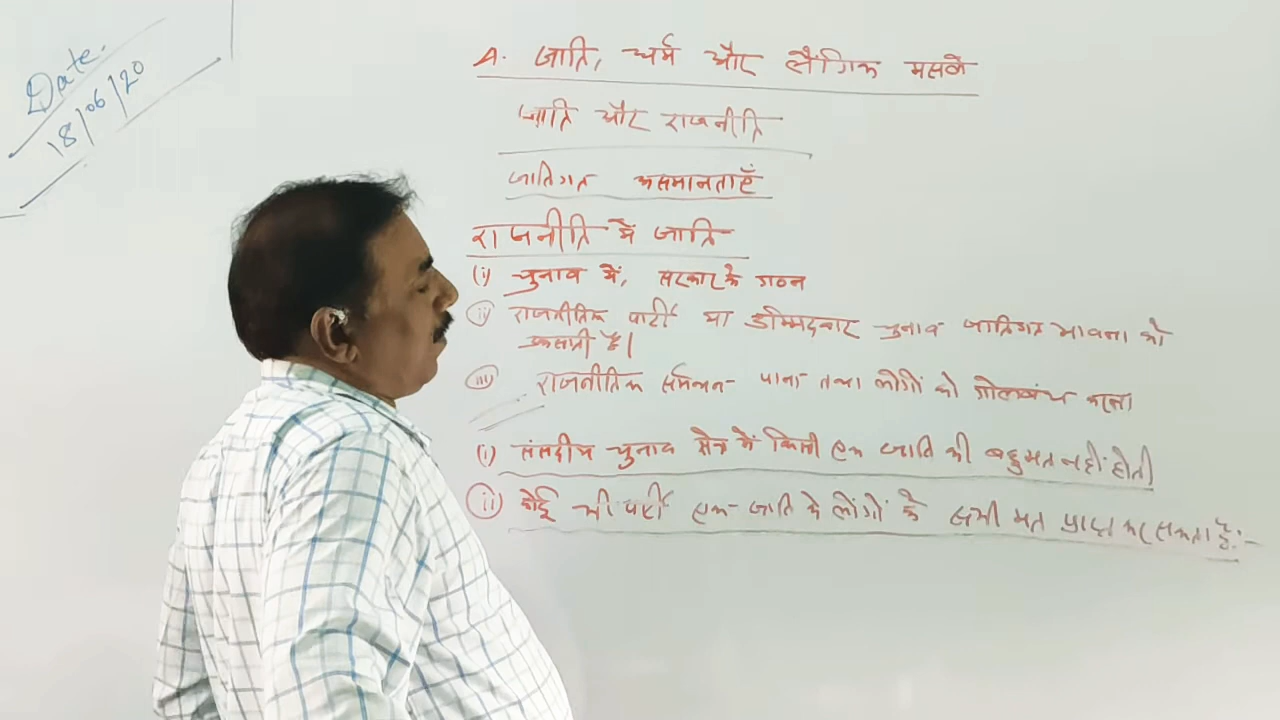 Date.
18/06/20
A. जाति, धर्म और लैंगिक मसले
जाति और राजनीति
जातिगत असमानताएँ
राजनीति में जाति
(i) चुनाव में, सरकार के गठन
(ii) राजनीतिक पार्टी या उम्मिदवार चुनाव जातिगत भावना को
उकसाती है।
(iii) राजनीतिक समर्थन पाना तथा लोगों को गोलबंध करना
(i) संसदीय चुनाव क्षेत्र में किसी एक जाति की बहुमत नहीं होती
(ii) कोई भी पार्टी एक जाति के लोंगों के सभी मत प्राप्त कर सकता है:-